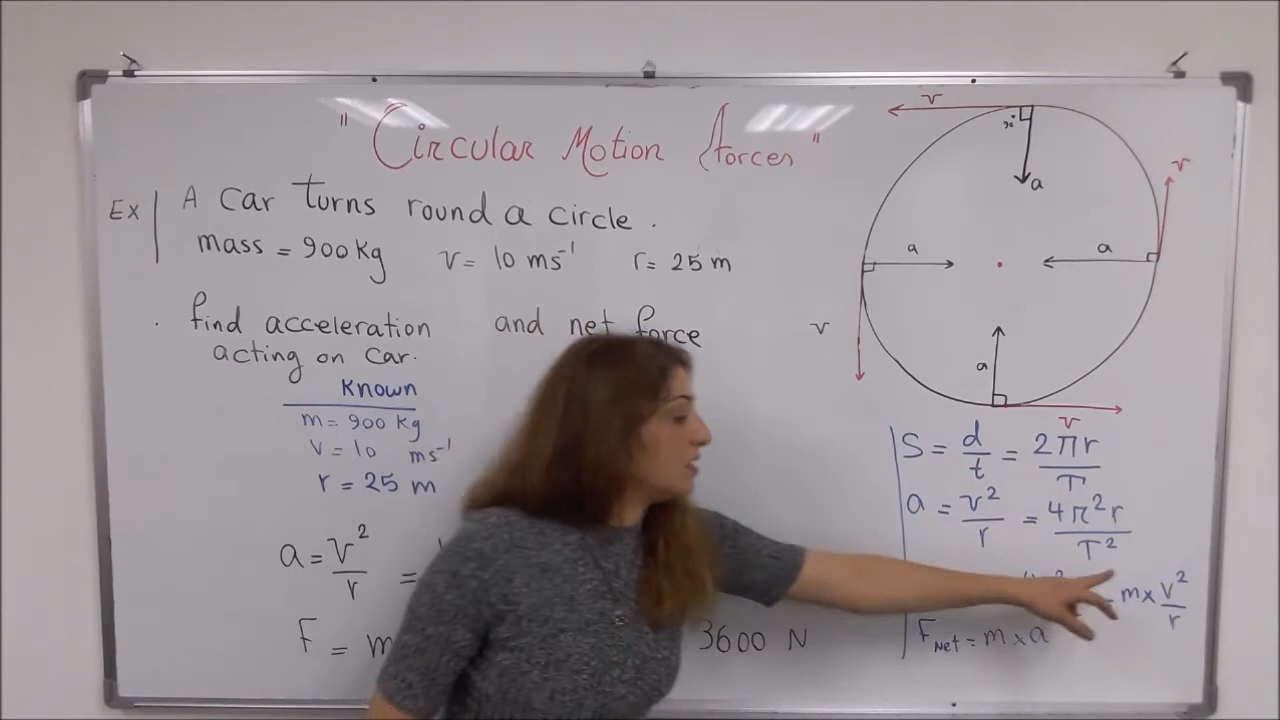 "Circular Motion forces"
Ex A car turns round a circle.
mass = 900 Kg v = 10 ms⁻¹ r = 25 m
. find acceleration and net force
acting on car.
Known
m = 900 Kg
v = 10 ms⁻¹
r = 25 m
a = v²/r =
F = m
3600 N
v
a
v
a
a
v
a
v
S = d/t = 2πr/T
a = v²/r = 4π²r/T²
= m x v²/r
F Net = m x a